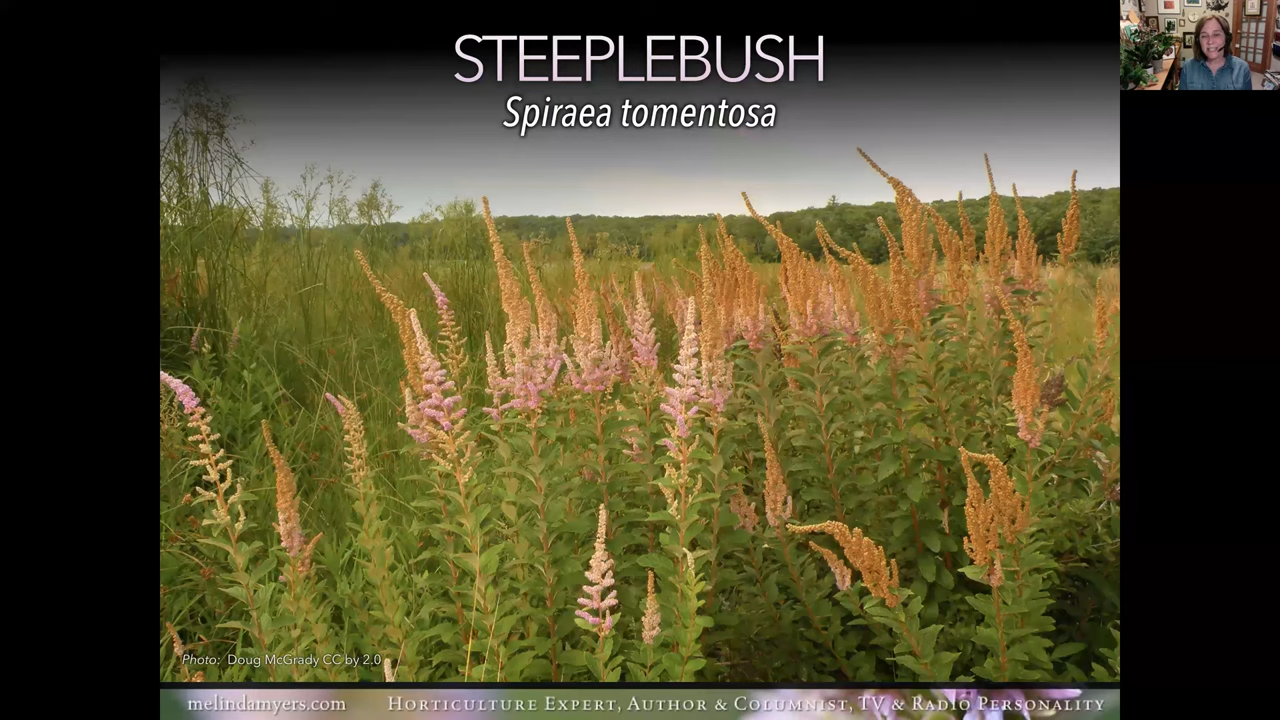 STEEPLEBUSH
Spiraea tomentosa
Photo: Doug McGrady CC by 2.0
melindamyers.com HORTICULTURE EXPERT, AUTHOR & COLUMNIST, TV & RADIO PERSONALITY